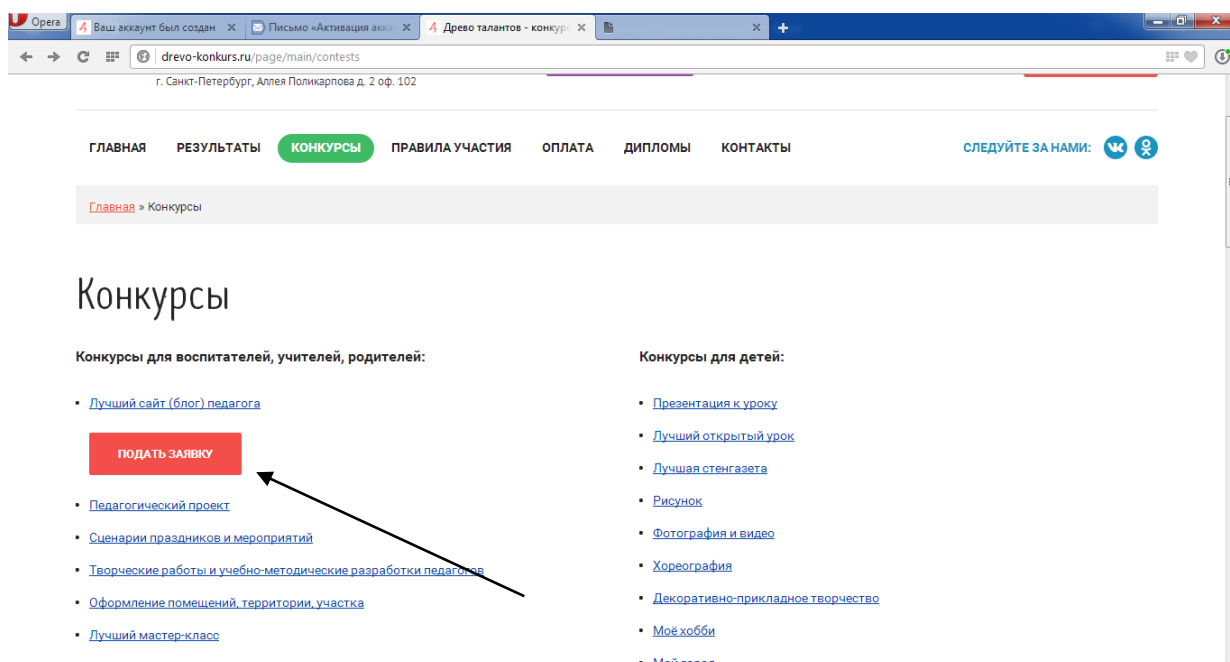 Opera
Ваш аккаунт был создан
Письмо «Активация акка
Древо талантов - конкурс
drevo-konkurs.ru/page/main/contests
г. Санкт-Петербург, Аллея Поликарпова д. 2 оф. 102
ГЛАВНАЯ РЕЗУЛЬТАТЫ КОНКУРСЫ ПРАВИЛА УЧАСТИЯ ОПЛАТА ДИПЛОМЫ КОНТАКТЫ СЛЕДУЙТЕ ЗА НАМИ:
Главная » Конкурсы
Конкурсы
Конкурсы для воспитателей, учителей, родителей:
• Лучший сайт (блог) педагога
ПОДАТЬ ЗАЯВКУ
• Педагогический проект
• Сценарии праздников и мероприятий
• Творческие работы и учебно-методические разработки педагогов
• Оформление помещений, территории, участка
• Лучший мастер-класс
Конкурсы для детей:
• Презентация к уроку
• Лучший открытый урок
• Лучшая стенгазета
• Рисунок
• Фотография и видео
• Хореография
• Декоративно-прикладное творчество
• Моё хобби